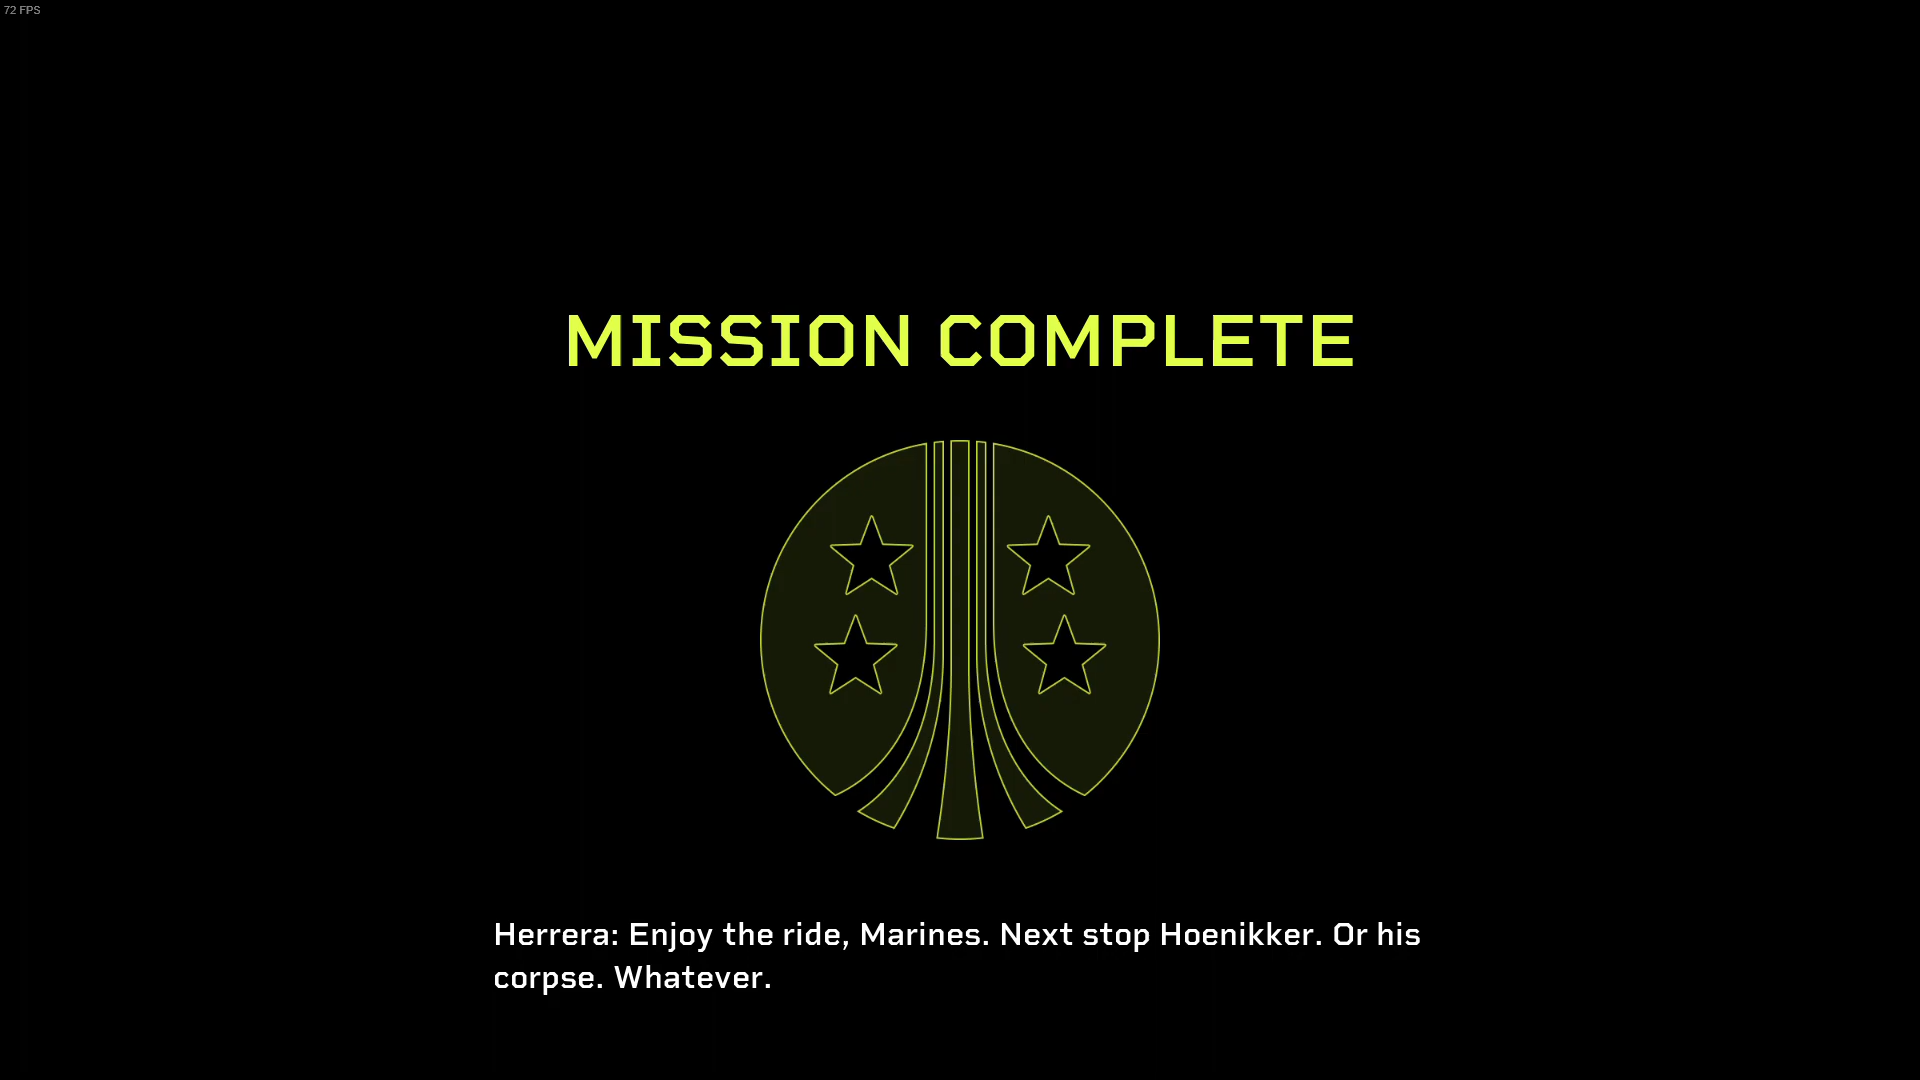 72 FPS
MISSION COMPLETE
Herrera: Enjoy the ride, Marines. Next stop Hoenikker. Or his
corpse. Whatever.